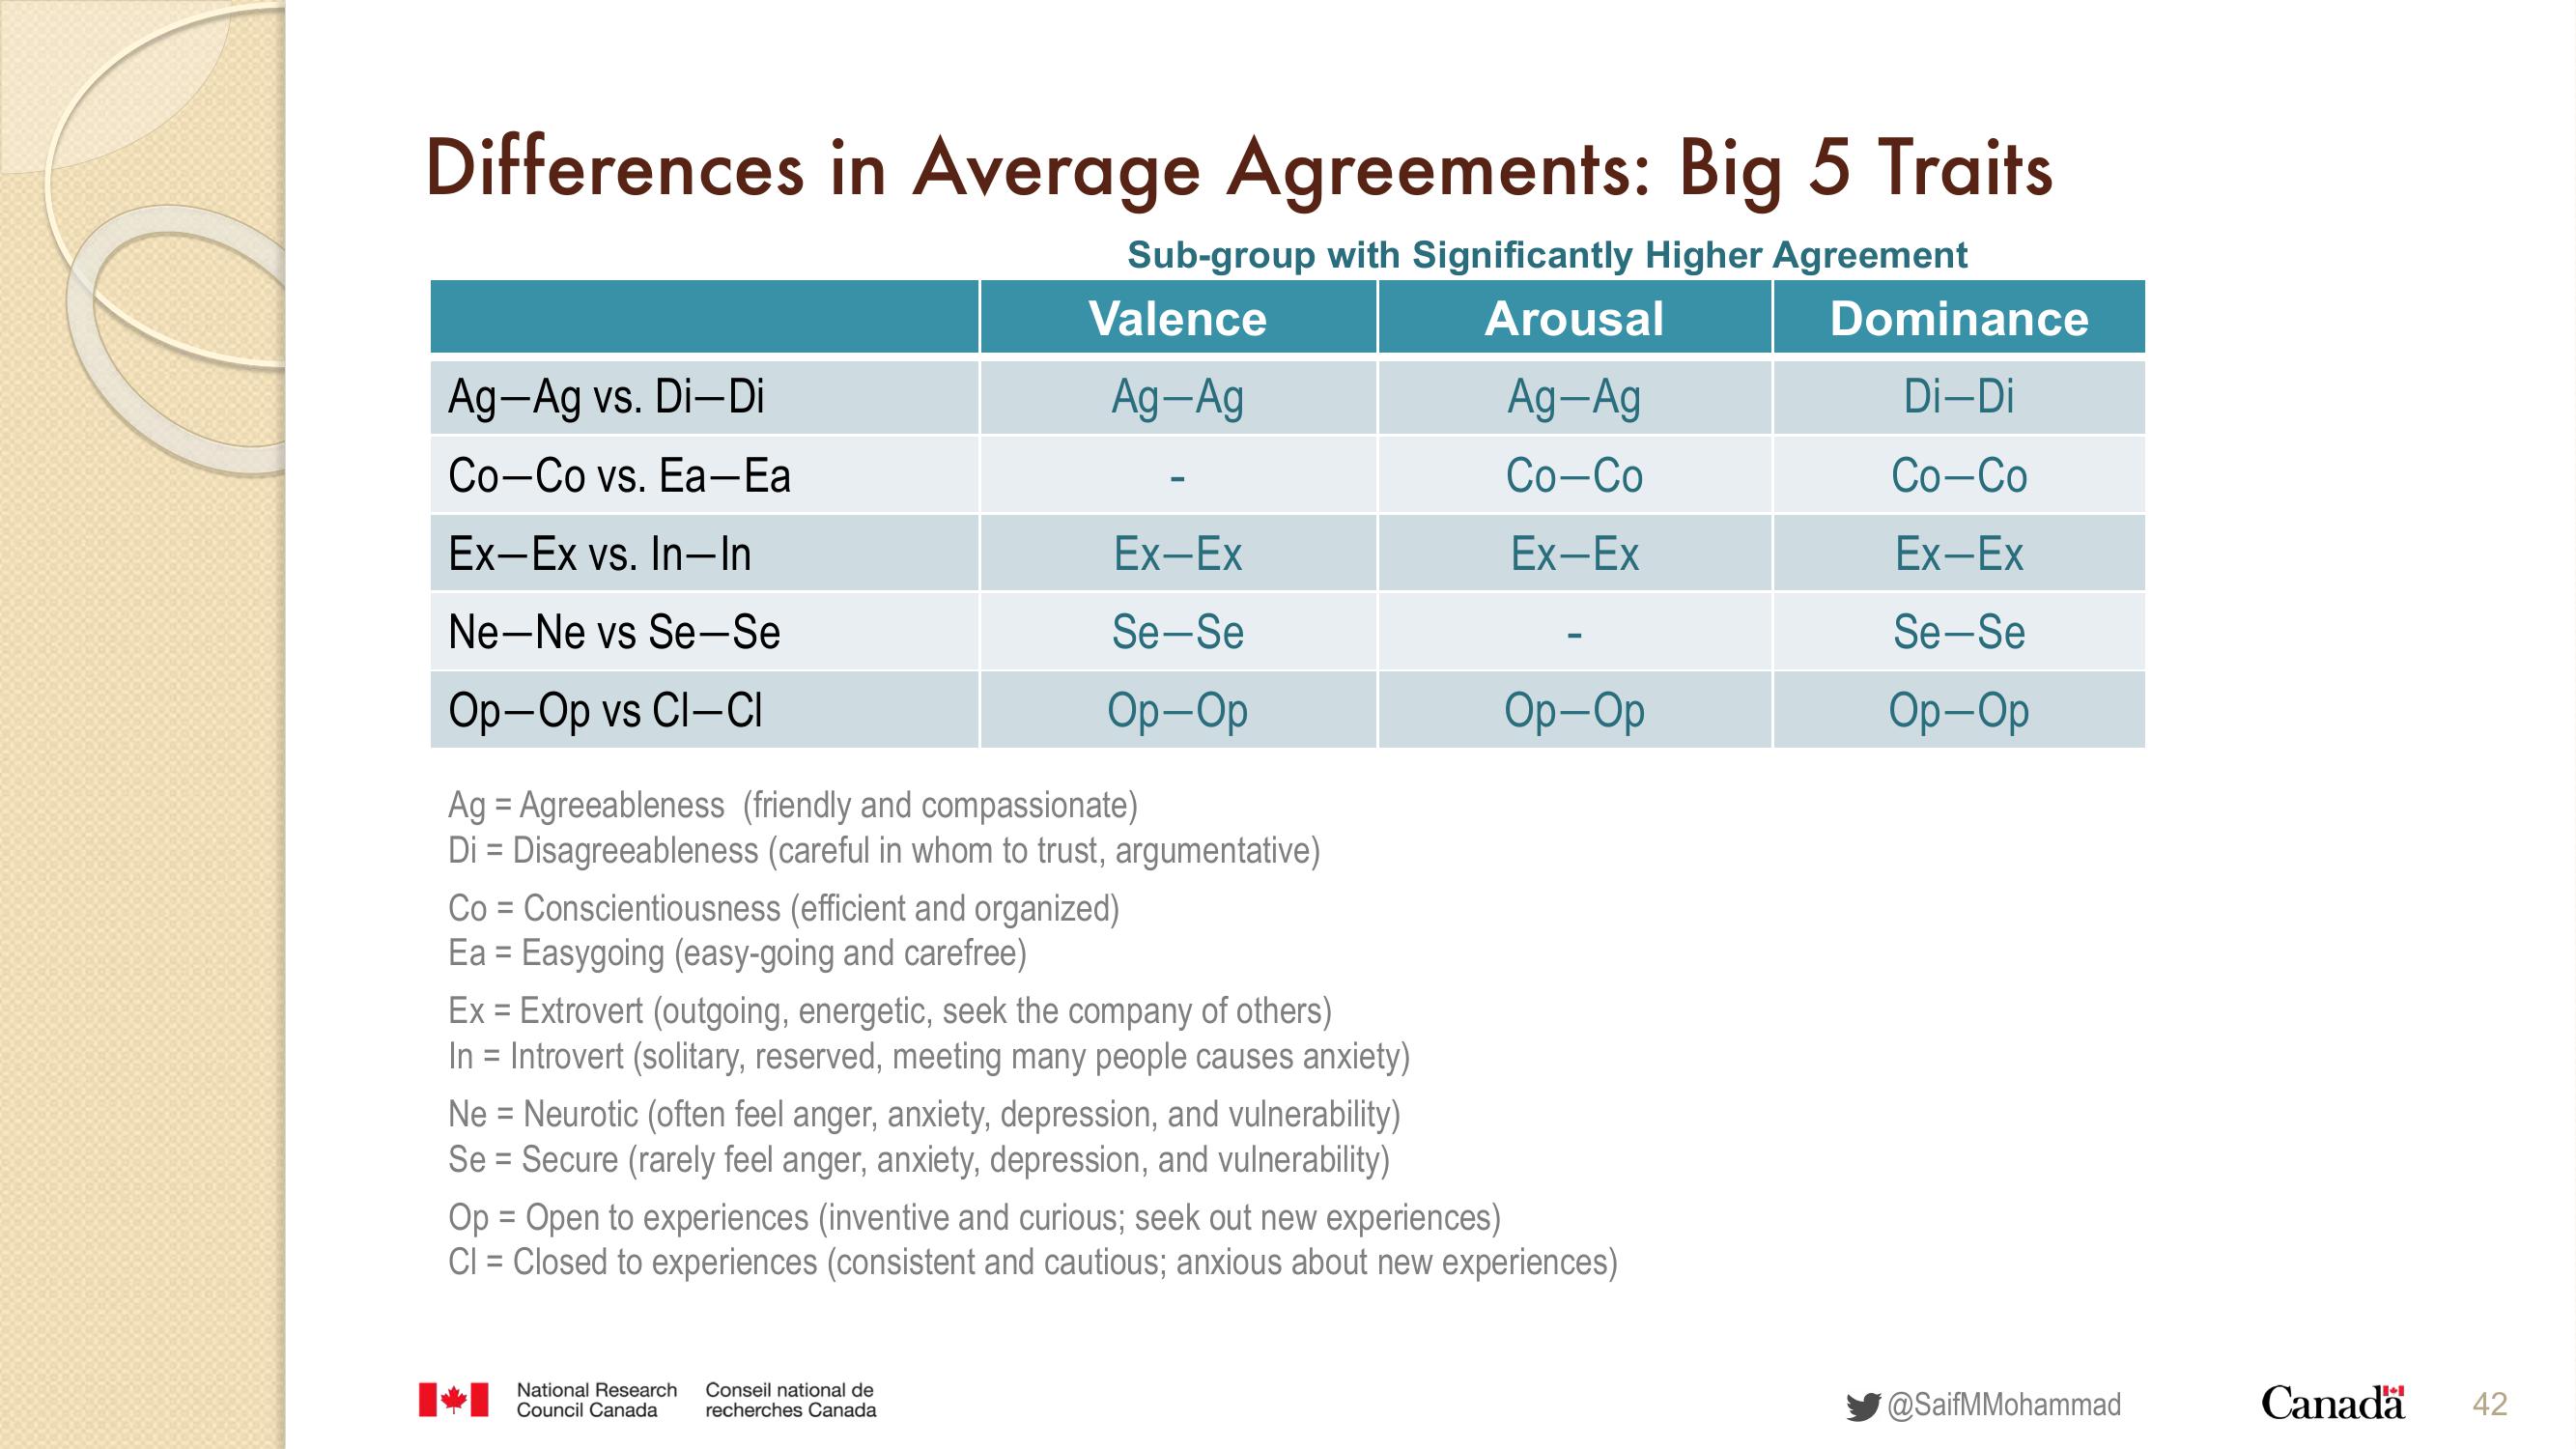 Differences in Average Agreements: Big 5 Traits
Sub-group with Significantly Higher Agreement
Valence Arousal Dominance
Ag—Ag vs. Di—Di Ag—Ag Ag—Ag Di—Di
Co—Co vs. Ea—Ea - Co—Co Co—Co
Ex—Ex vs. In—In Ex—Ex Ex—Ex Ex—Ex
Ne—Ne vs Se—Se Se—Se - Se—Se
Op—Op vs Cl—Cl Op—Op Op—Op Op—Op
Ag = Agreeableness (friendly and compassionate)
Di = Disagreeableness (careful in whom to trust, argumentative)
Co = Conscientiousness (efficient and organized)
Ea = Easygoing (easy-going and carefree)
Ex = Extrovert (outgoing, energetic, seek the company of others)
In = Introvert (solitary, reserved, meeting many people causes anxiety)
Ne = Neurotic (often feel anger, anxiety, depression, and vulnerability)
Se = Secure (rarely feel anger, anxiety, depression, and vulnerability)
Op = Open to experiences (inventive and curious; seek out new experiences)
Cl = Closed to experiences (consistent and cautious; anxious about new experiences)
National Research Council Canada
Conseil national de recherches Canada
@SaifMMohammad
Canada
42